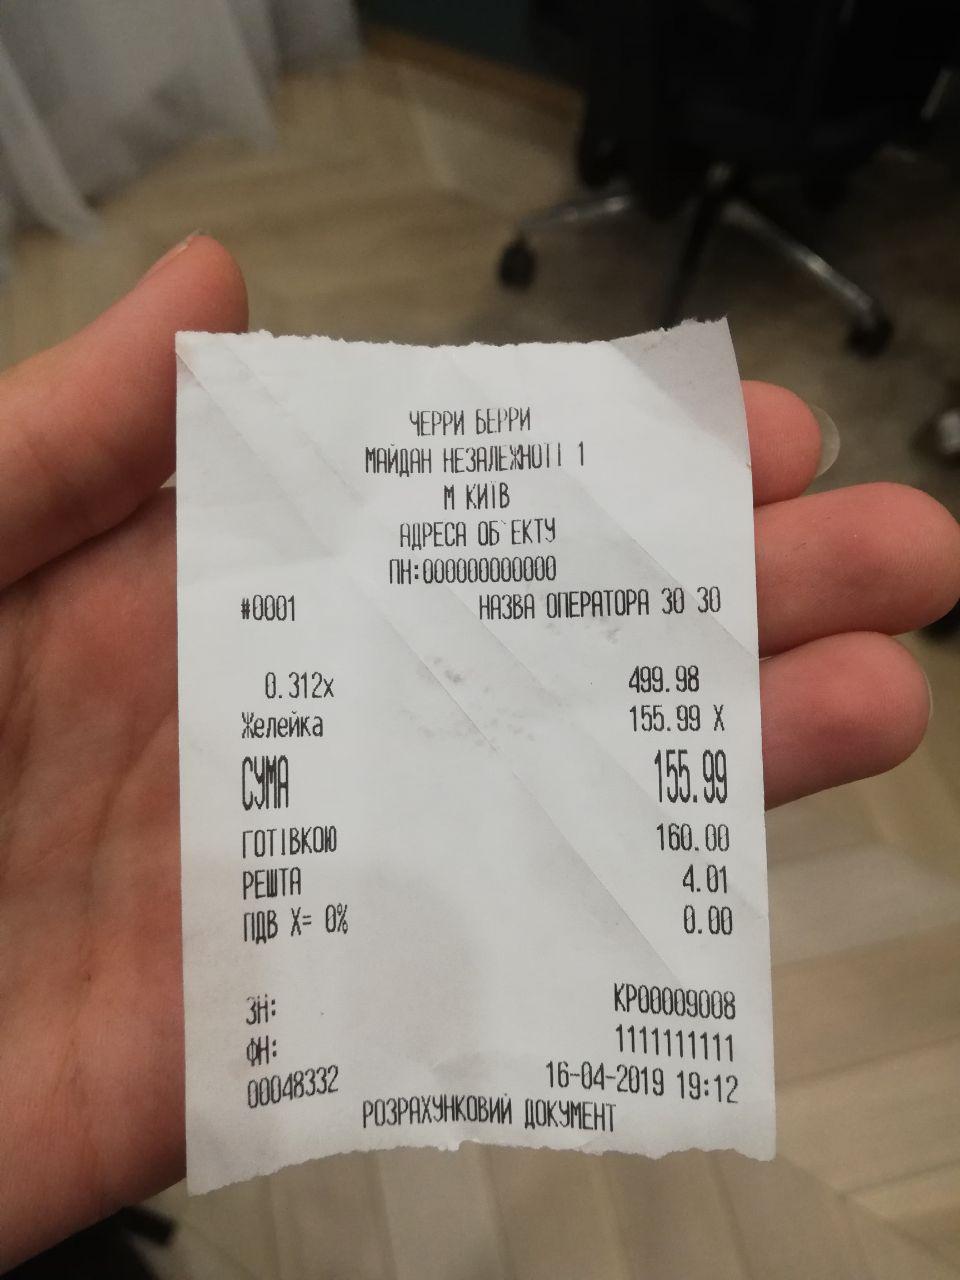 ЧЕРРИ БЕРРИ
МАЙДАН НЕЗАЛЕЖНОТІ 1
М КИЇВ
АДРЕСА ОБ`ЕКТУ
ПН:000000000000
#0001 НАЗВА ОПЕРАТОРА 30 30
0.312x 499.98
Желейка 155.99 X
СУМА 155.99
ГОТІВКОЮ 160.00
РЕШТА 4.01
ПДВ X= 0% 0.00
ЗН: КР00009008
ФН: 1111111111
00048332 16-04-2019 19:12
РОЗРАХУНКОВИЙ ДОКУМЕНТ